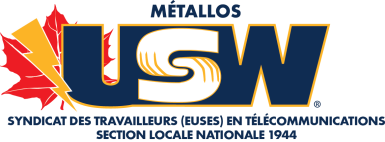 MÉTALLOS
USW®
SYNDICAT DES TRAVAILLEURS (EUSES) EN TÉLÉCOMMUNICATIONS
SECTION LOCALE NATIONALE 1944